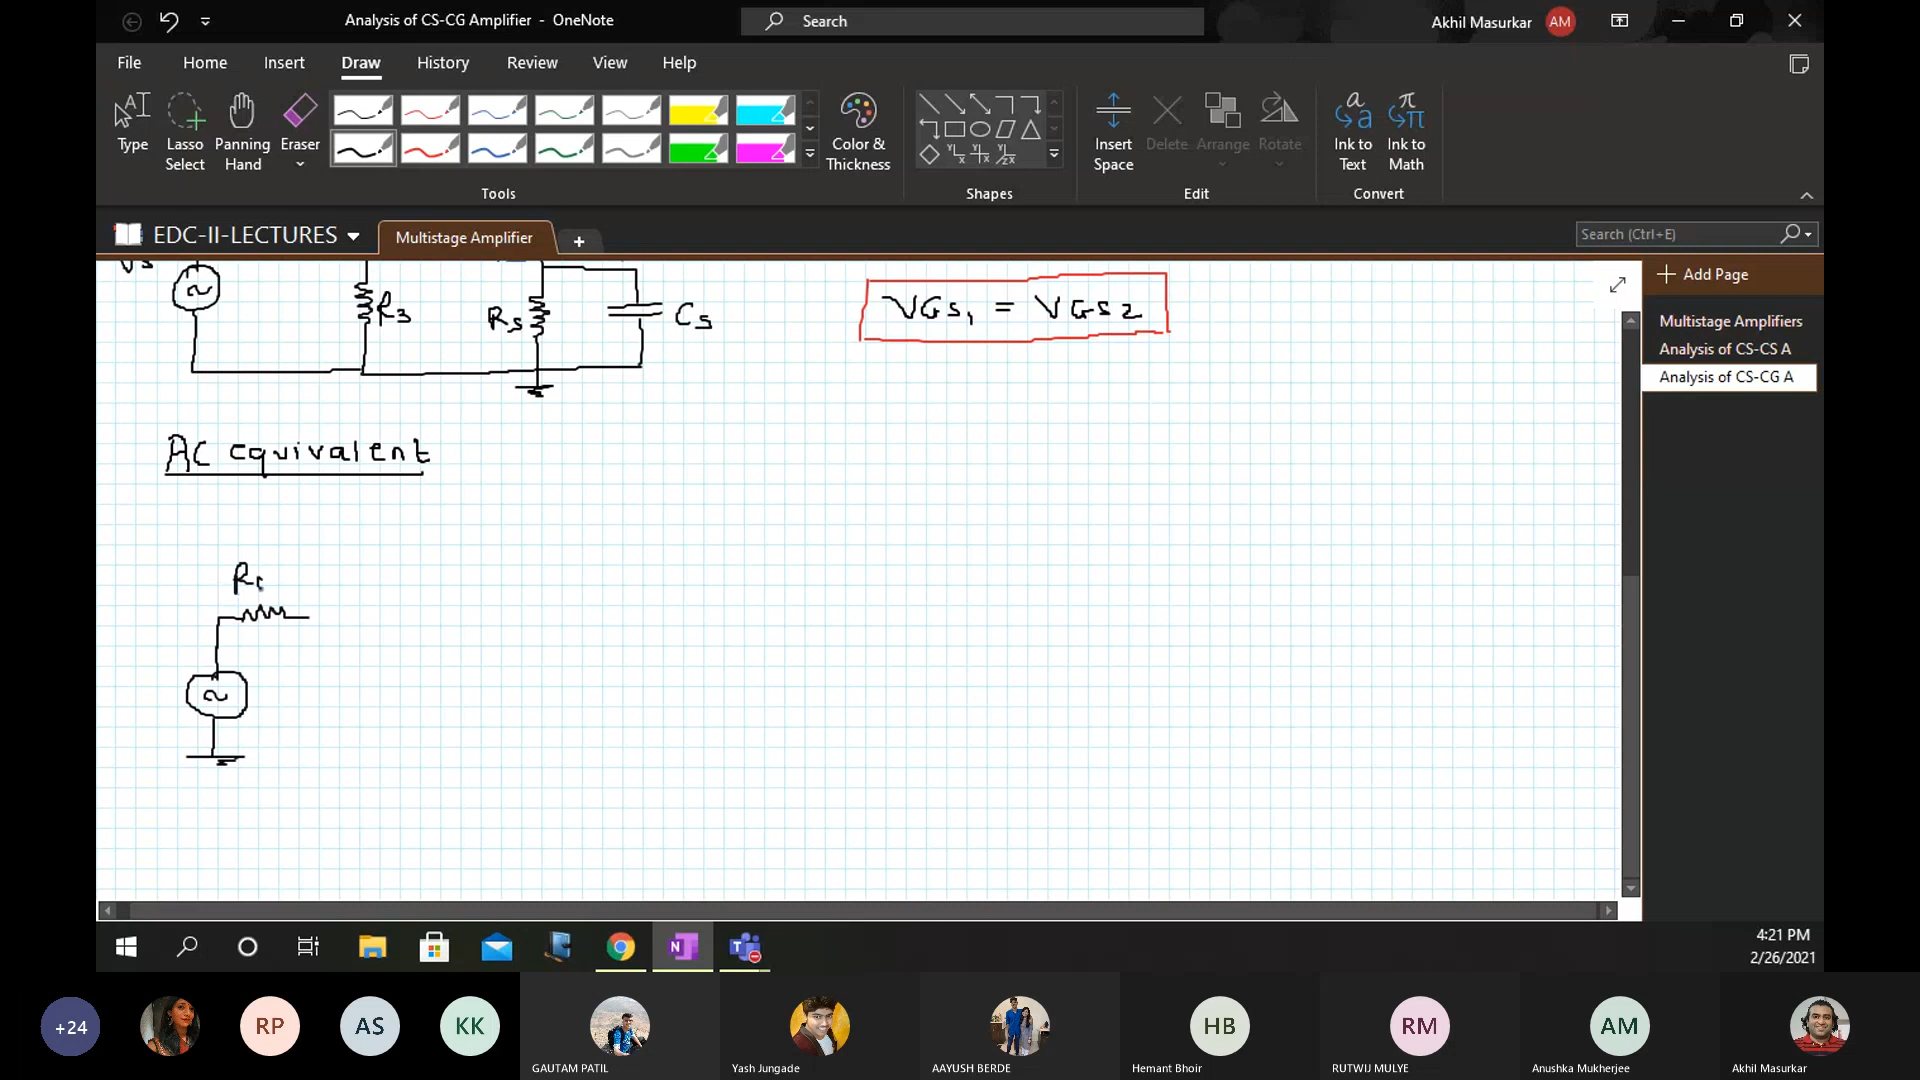 Analysis of CS-CG Amplifier - OneNote
Search
Akhil Masurkar
AM
File Home Insert Draw History Review View Help
Type
Lasso Select
Panning Hand
Eraser
Color & Thickness
Insert Space
Delete
Arrange
Rotate
Ink to Text
Ink to Math
Tools
Shapes
Edit
Convert
EDC-II-LECTURES
Multistage Amplifier
Search (Ctrl+E)
Add Page
Multistage Amplifiers
Analysis of CS-CS A
Analysis of CS-CG A
Vs
R3
Rs
Cs
VGS1 = VGS2
AC equivalent
4:21 PM
2/26/2021
+24
RP
AS
KK
HB
RM
AM
GAUTAM PATIL
Yash Jungade
AAYUSH BERDE
Hemant Bhoir
RUTWIJ MULYE
Anushka Mukherjee
Akhil Masurkar